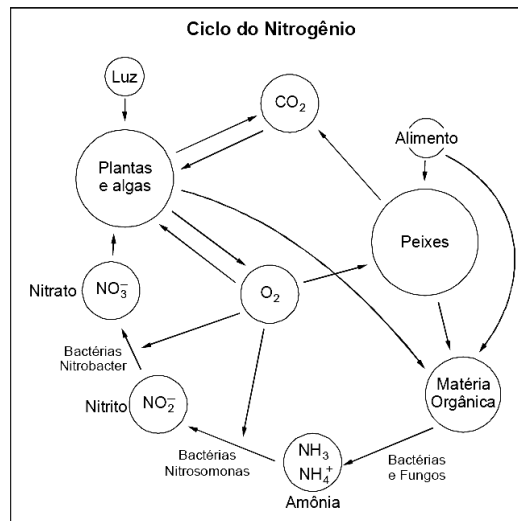 Ciclo do Nitrogênio
Luz
CO2
Alimento
Plantas
e algas
Peixes
Nitrato
NO3−
O2
Bactérias
Nitrobacter
Matéria
Orgânica
Nitrito
NO2−
Bactérias
Nitrosomonas
NH3
NH4+
Amônia
Bactérias
e Fungos